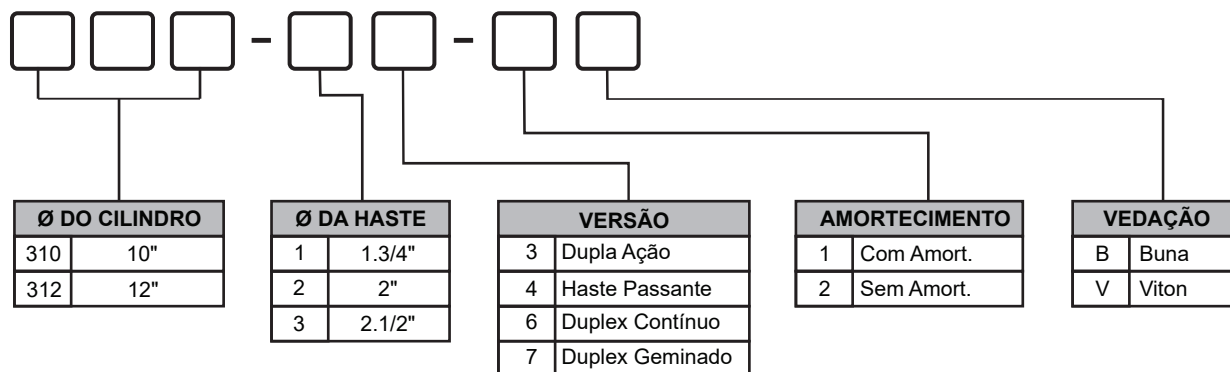 - -
Ø DO CILINDRO
310 10"
312 12"
Ø DA HASTE
1 1.3/4"
2 2"
3 2.1/2"
VERSÃO
3 Dupla Ação
4 Haste Passante
6 Duplex Contínuo
7 Duplex Geminado
AMORTECIMENTO
1 Com Amort.
2 Sem Amort.
VEDAÇÃO
B Buna
V Viton